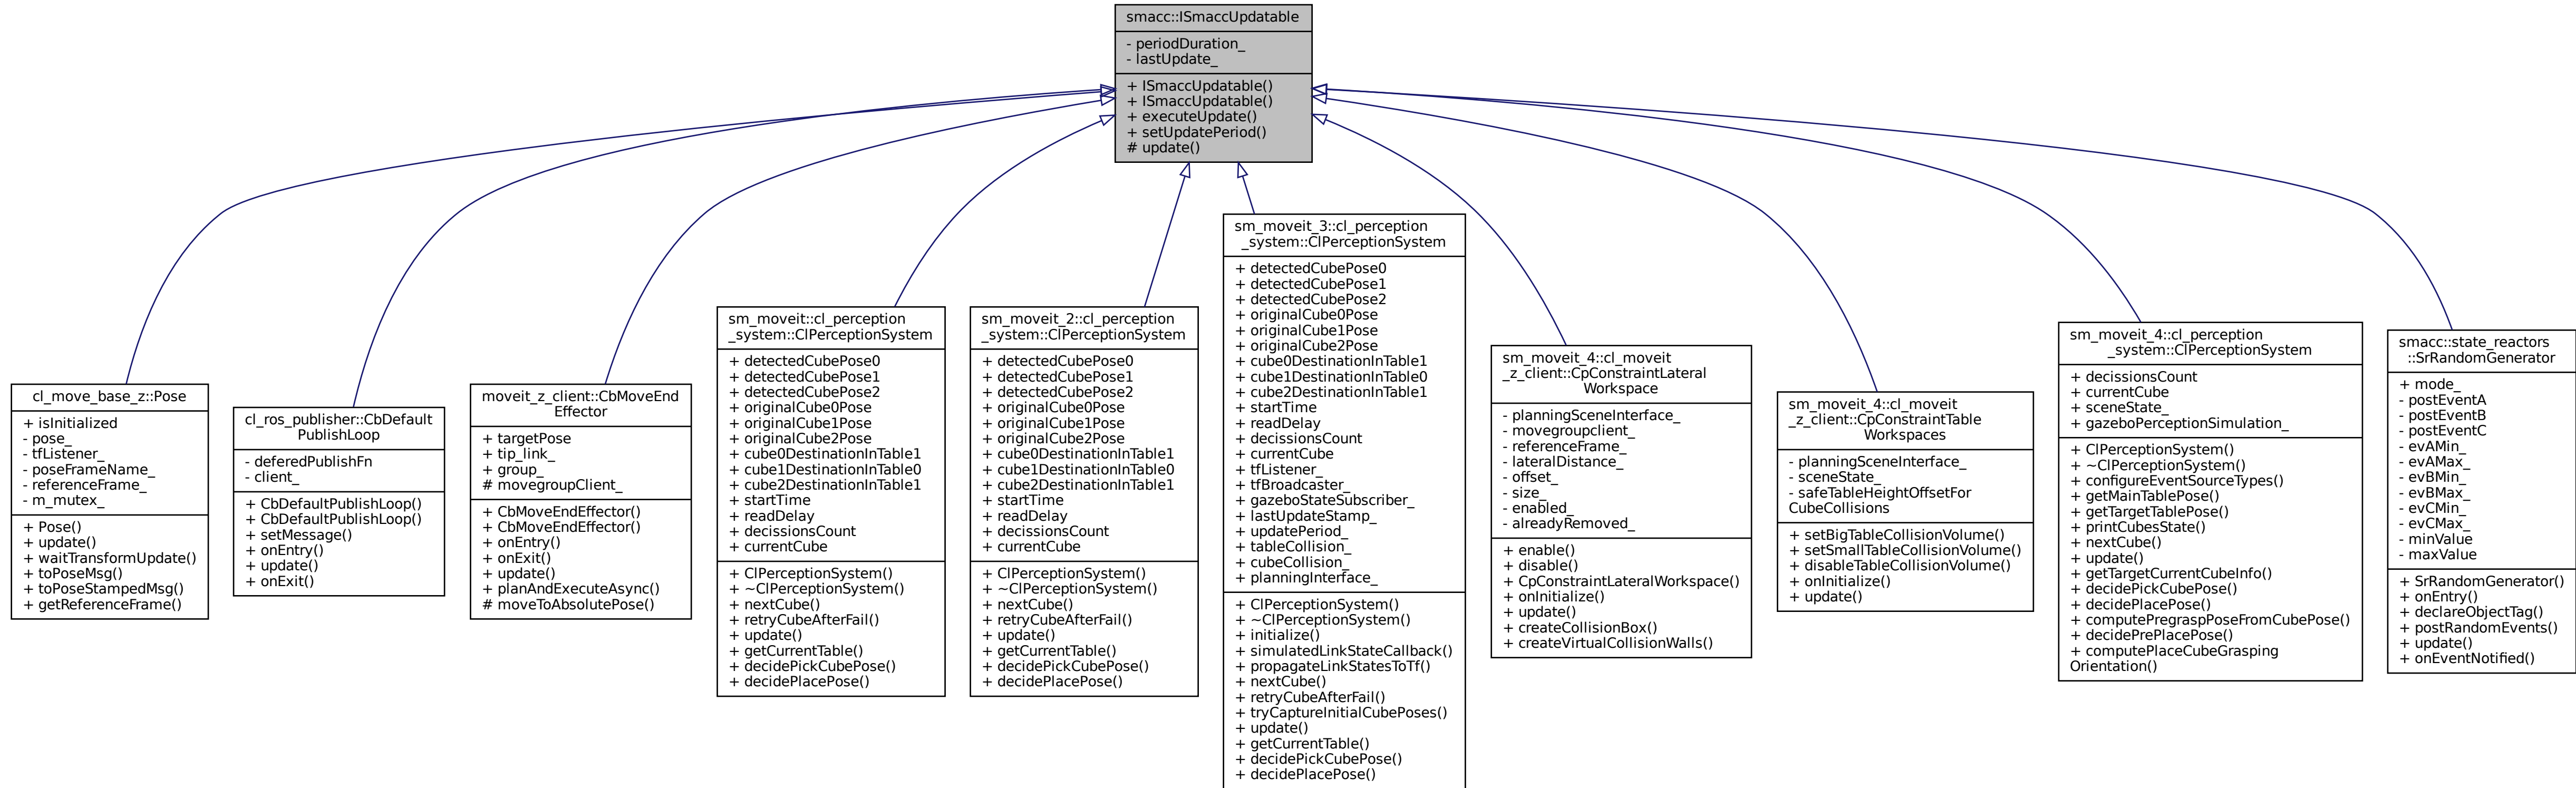 smacc::ISmaccUpdatable
- periodDuration_
- lastUpdate_
+ ISmaccUpdatable()
+ ISmaccUpdatable()
+ executeUpdate()
+ setUpdatePeriod()
# update()
cl_move_base_z::Pose
+ isInitialized
- pose_
- tfListener_
- poseFrameName_
- referenceFrame_
- m_mutex_
+ Pose()
+ update()
+ waitTransformUpdate()
+ toPoseMsg()
+ toPoseStampedMsg()
+ getReferenceFrame()
cl_ros_publisher::CbDefault
PublishLoop
- deferedPublishFn
- client_
+ CbDefaultPublishLoop()
+ CbDefaultPublishLoop()
+ setMessage()
+ onEntry()
+ update()
+ onExit()
moveit_z_client::CbMoveEnd
Effector
+ targetPose
+ tip_link_
+ group_
# movegroupClient_
+ CbMoveEndEffector()
+ CbMoveEndEffector()
+ onEntry()
+ onExit()
+ update()
+ planAndExecuteAsync()
# moveToAbsolutePose()
sm_moveit::cl_perception
_system::ClPerceptionSystem
+ detectedCubePose0
+ detectedCubePose1
+ detectedCubePose2
+ originalCube0Pose
+ originalCube1Pose
+ originalCube2Pose
+ cube0DestinationInTable1
+ cube1DestinationInTable0
+ cube2DestinationInTable1
+ startTime
+ readDelay
+ decissionsCount
+ currentCube
+ ClPerceptionSystem()
+ ~ClPerceptionSystem()
+ nextCube()
+ retryCubeAfterFail()
+ update()
+ getCurrentTable()
+ decidePickCubePose()
+ decidePlacePose()
sm_moveit_2::cl_perception
_system::ClPerceptionSystem
+ detectedCubePose0
+ detectedCubePose1
+ detectedCubePose2
+ originalCube0Pose
+ originalCube1Pose
+ originalCube2Pose
+ cube0DestinationInTable1
+ cube1DestinationInTable0
+ cube2DestinationInTable1
+ startTime
+ readDelay
+ decissionsCount
+ currentCube
+ ClPerceptionSystem()
+ ~ClPerceptionSystem()
+ nextCube()
+ retryCubeAfterFail()
+ update()
+ getCurrentTable()
+ decidePickCubePose()
+ decidePlacePose()
sm_moveit_3::cl_perception
_system::ClPerceptionSystem
+ detectedCubePose0
+ detectedCubePose1
+ detectedCubePose2
+ originalCube0Pose
+ originalCube1Pose
+ originalCube2Pose
+ cube0DestinationInTable1
+ cube1DestinationInTable0
+ cube2DestinationInTable1
+ startTime
+ readDelay
+ decissionsCount
+ currentCube
+ tfListener_
+ tfBroadcaster_
+ gazeboStateSubscriber_
+ lastUpdateStamp_
+ updatePeriod_
+ tableCollision_
+ cubeCollision_
+ planningInterface_
+ ClPerceptionSystem()
+ ~ClPerceptionSystem()
+ initialize()
+ simulatedLinkStateCallback()
+ propagateLinkStatesToTf()
+ nextCube()
+ retryCubeAfterFail()
+ tryCaptureInitialCubePoses()
+ update()
+ getCurrentTable()
+ decidePickCubePose()
+ decidePlacePose()
sm_moveit_4::cl_moveit
_z_client::CpConstraintLateral
Workspace
- planningSceneInterface_
- movegroupclient_
- referenceFrame_
- lateralDistance_
- offset_
- size_
- enabled_
- alreadyRemoved_
+ enable()
+ disable()
+ CpConstraintLateralWorkspace()
+ onInitialize()
+ update()
+ createCollisionBox()
+ createVirtualCollisionWalls()
sm_moveit_4::cl_moveit
_z_client::CpConstraintTable
Workspaces
- planningSceneInterface_
- sceneState_
- safeTableHeightOffsetFor
CubeCollisions
+ setBigTableCollisionVolume()
+ setSmallTableCollisionVolume()
+ disableTableCollisionVolume()
+ onInitialize()
+ update()
sm_moveit_4::cl_perception
_system::ClPerceptionSystem
+ decissionsCount
+ currentCube
+ sceneState_
+ gazeboPerceptionSimulation_
+ ClPerceptionSystem()
+ ~ClPerceptionSystem()
+ configureEventSourceTypes()
+ getMainTablePose()
+ getTargetTablePose()
+ printCubesState()
+ nextCube()
+ update()
+ getTargetCurrentCubeInfo()
+ decidePickCubePose()
+ decidePlacePose()
+ computePregraspPoseFromCubePose()
+ decidePrePlacePose()
+ computePlaceCubeGrasping
Orientation()
smacc::state_reactors
::SrRandomGenerator
+ mode_
- postEventA
- postEventB
- postEventC
- evAMin_
- evAMax_
- evBMin_
- evBMax_
- evCMin_
- evCMax_
- minValue
- maxValue
+ SrRandomGenerator()
+ onEntry()
+ declareObjectTag()
+ postRandomEvents()
+ update()
+ onEventNotified()